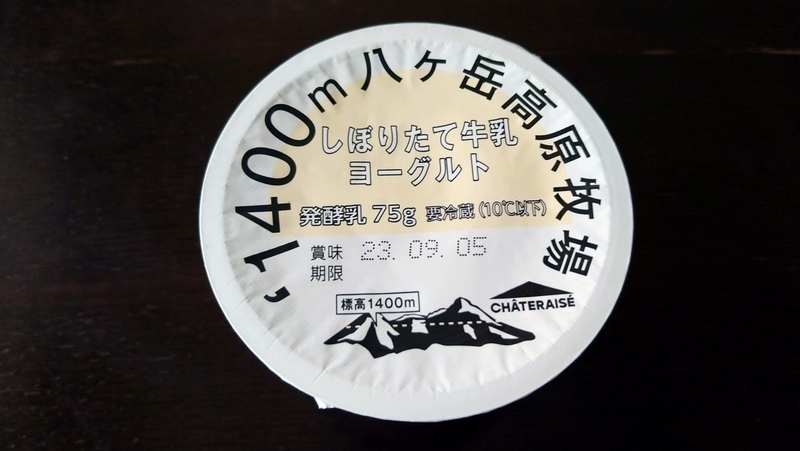 ,1400m八ヶ岳高原牧場
しぼりたて牛乳
ヨーグルト
発酵乳 75g 要冷蔵(10℃以下)
賞味
期限
23.09.05
標高1400m
CHÂTERAISÉ